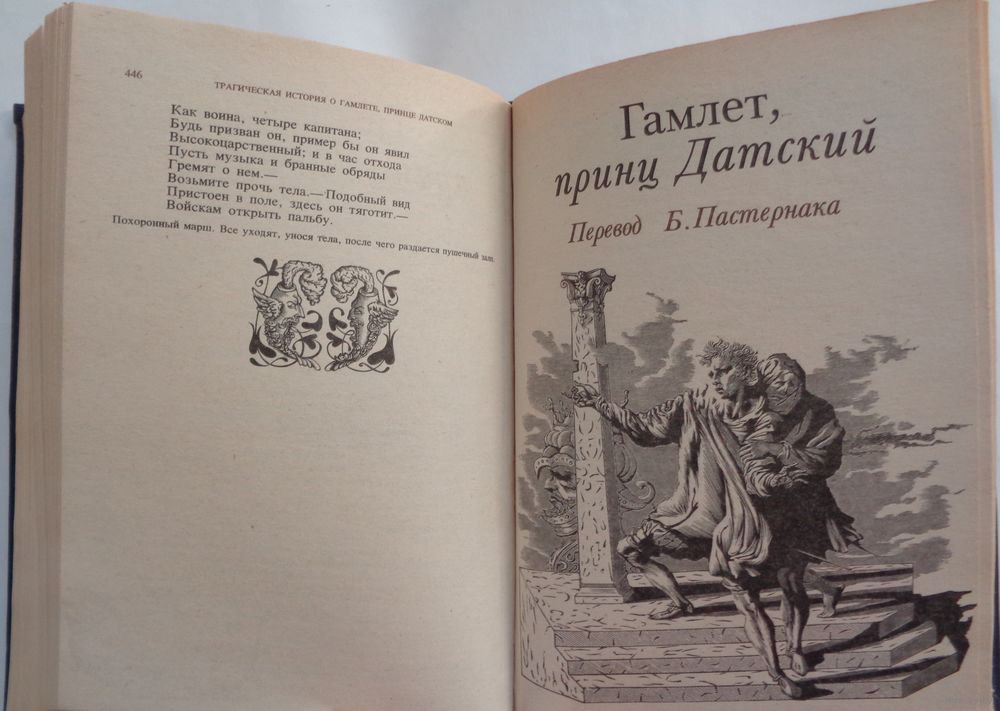 446
ТРАГИЧЕСКАЯ ИСТОРИЯ О ГАМЛЕТЕ, ПРИНЦЕ ДАТСКОМ
Как воина, четыре капитана;
Будь призван он, пример бы он явил
Высокоцарственный; и в час отхода
Пусть музыка и бранные обряды
Гремят о нем.—
Возьмите прочь тела.— Подобный вид
Пристоен в поле, здесь он тяготит.—
Войскам открыть пальбу.
Похоронный марш. Все уходят, унося тела, после чего раздается пушечный залп.
Гамлет,
принц Датский
Перевод Б. Пастернака